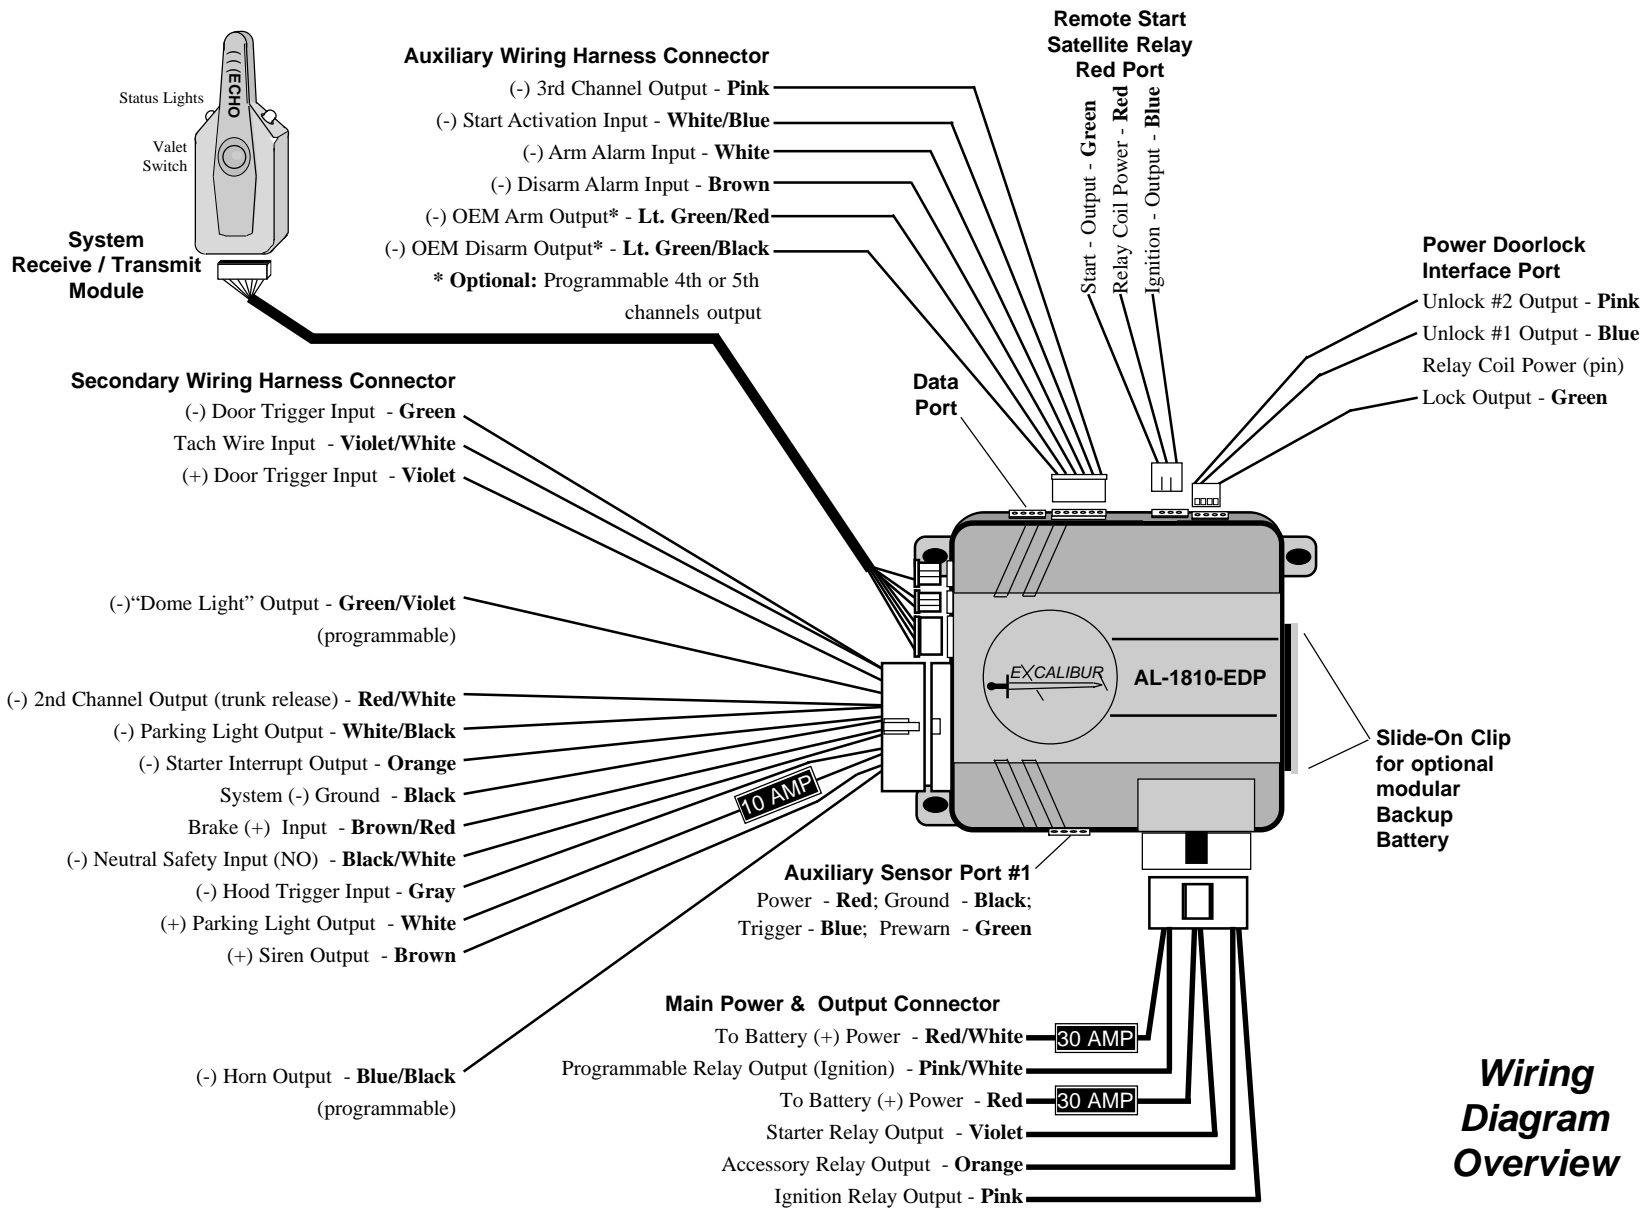 Remote Start
Satellite Relay
Red Port
Start - Output - Green
Relay Coil Power - Red
Ignition - Output - Blue
Auxiliary Wiring Harness Connector
(-) 3rd Channel Output - Pink
(-) Start Activation Input - White/Blue
(-) Arm Alarm Input - White
(-) Disarm Alarm Input - Brown
(-) OEM Arm Output* - Lt. Green/Red
(-) OEM Disarm Output* - Lt. Green/Black
* Optional: Programmable 4th or 5th
channels output
(((ECHO
Status Lights
Valet
Switch
System
Receive / Transmit
Module
Power Doorlock
Interface Port
Unlock #2 Output - Pink
Unlock #1 Output - Blue
Relay Coil Power (pin)
Lock Output - Green
Data
Port
Secondary Wiring Harness Connector
(-) Door Trigger Input - Green
Tach Wire Input - Violet/White
(+) Door Trigger Input - Violet
(-)“Dome Light” Output - Green/Violet
(programmable)
(-) 2nd Channel Output (trunk release) - Red/White
(-) Parking Light Output - White/Black
(-) Starter Interrupt Output - Orange
System (-) Ground - Black
Brake (+) Input - Brown/Red
(-) Neutral Safety Input (NO) - Black/White
(-) Hood Trigger Input - Gray
(+) Parking Light Output - White
(+) Siren Output - Brown
(-) Horn Output - Blue/Black
(programmable)
10 AMP
EXCALIBUR
AL-1810-EDP
Slide-On Clip
for optional
modular
Backup
Battery
Auxiliary Sensor Port #1
Power - Red; Ground - Black;
Trigger - Blue; Prewarn - Green
Main Power & Output Connector
To Battery (+) Power - Red/White
30 AMP
Programmable Relay Output (Ignition) - Pink/White
To Battery (+) Power - Red
30 AMP
Starter Relay Output - Violet
Accessory Relay Output - Orange
Ignition Relay Output - Pink
Wiring
Diagram
Overview